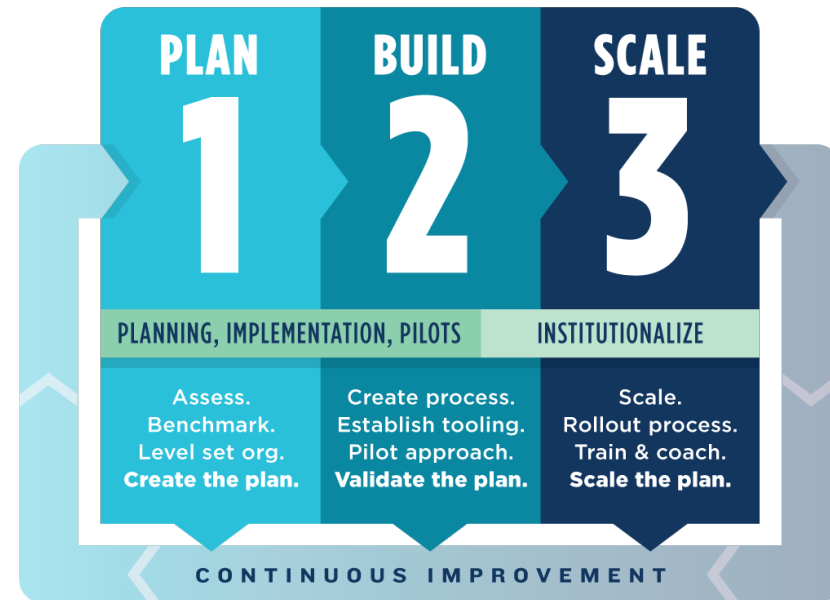 PLAN
1
BUILD
2
SCALE
3
PLANNING, IMPLEMENTATION, PILOTS
INSTITUTIONALIZE
Assess.
Benchmark.
Level set org.
Create the plan.
Create process.
Establish tooling.
Pilot approach.
Validate the plan.
Scale.
Rollout process.
Train & coach.
Scale the plan.
CONTINUOUS IMPROVEMENT